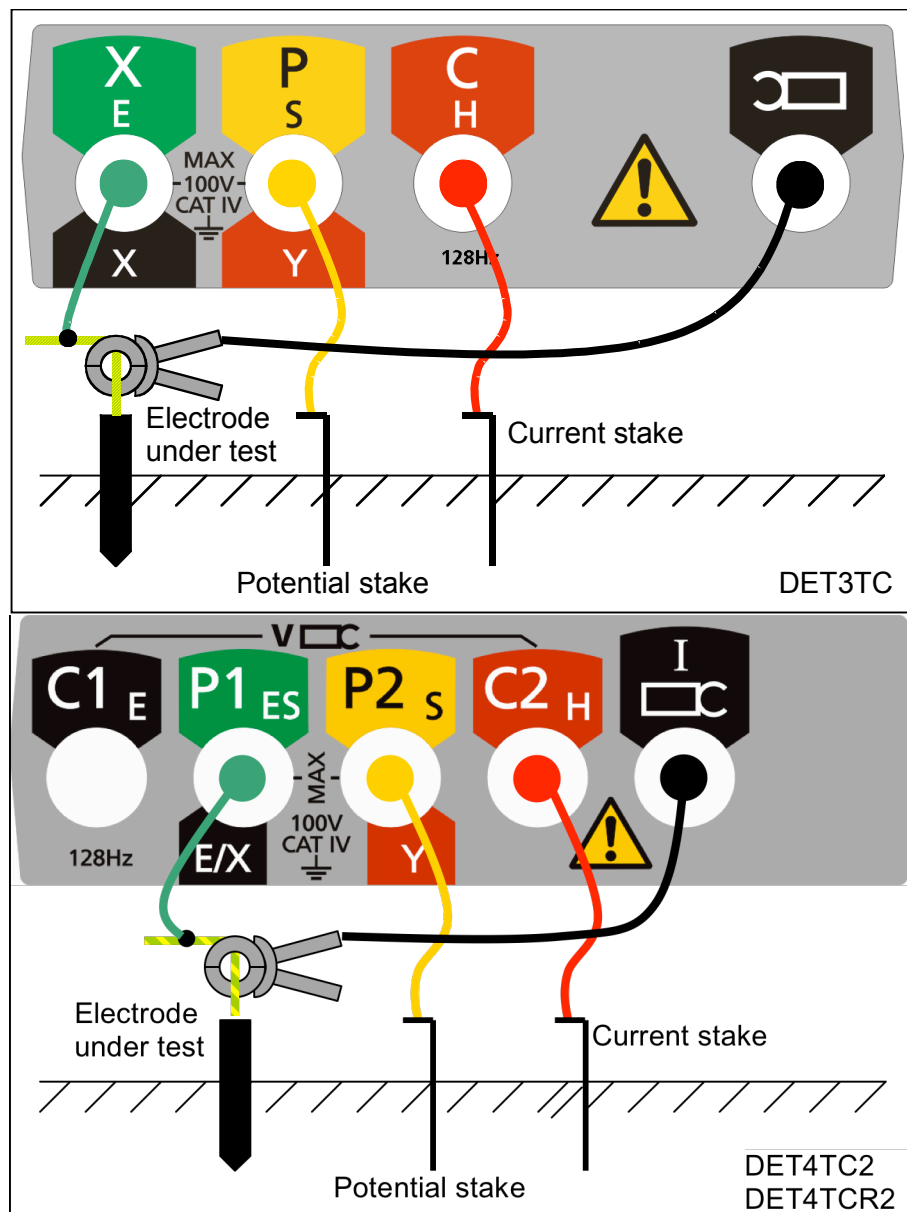 X P C
E S H
MAX
100V
CAT IV
X Y 128Hz
Electrode
under test
Current stake
Potential stake
DET3TC
V
C1 E P1 ES P2 S C2 H I
MAX
100V
CAT IV
128Hz E/X Y
Electrode
under test
Current stake
Potential stake
DET4TC2
DET4TCR2